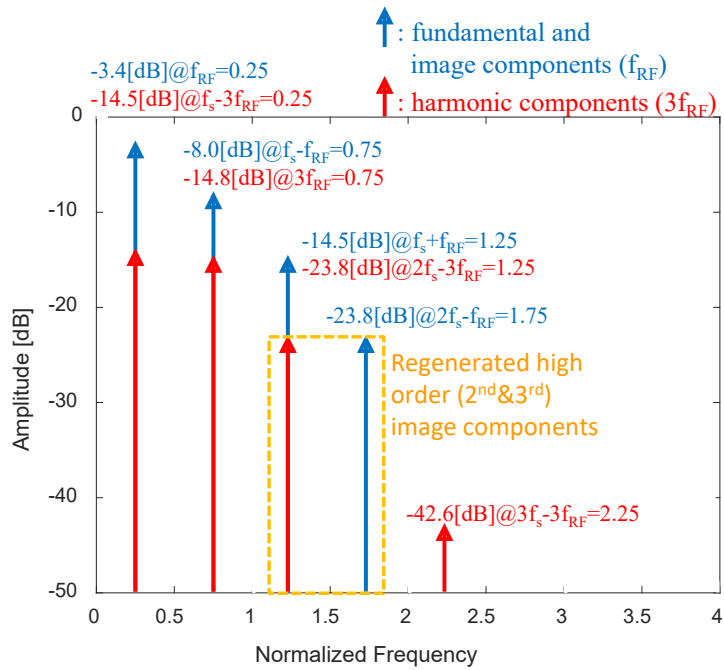 : fundamental and
image components (fRF)
: harmonic components (3fRF)
-3.4[dB]@fRF=0.25
-14.5[dB]@fs-3fRF=0.25
-8.0[dB]@fs-fRF=0.75
-14.8[dB]@3fRF=0.75
-14.5[dB]@fs+fRF=1.25
-23.8[dB]@2fs-3fRF=1.25
-23.8[dB]@2fs-fRF=1.75
Regenerated high
order (2nd&3rd)
image components
-42.6[dB]@3fs-3fRF=2.25
Amplitude [dB]
0
-10
-20
-30
-40
-50
0 0.5 1 1.5 2 2.5 3 3.5 4
Normalized Frequency